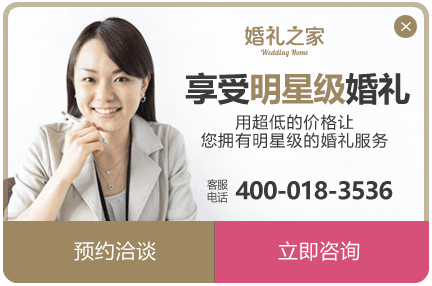 婚礼之家
Wedding Home
享受明星级婚礼
用超低的价格让
您拥有明星级的婚礼服务
客服
电话
400-018-3536
预约洽谈
立即咨询